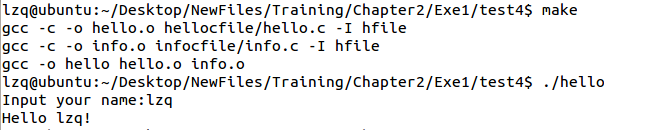 lzq@ubuntu:~/Desktop/NewFiles/Training/Chapter2/Exe1/test4$ make
gcc -c -o hello.o hellocfile/hello.c -I hfile
gcc -c -o info.o infocfile/info.c -I hfile
gcc -o hello hello.o info.o
lzq@ubuntu:~/Desktop/NewFiles/Training/Chapter2/Exe1/test4$ ./hello
Input your name:lzq
Hello lzq!